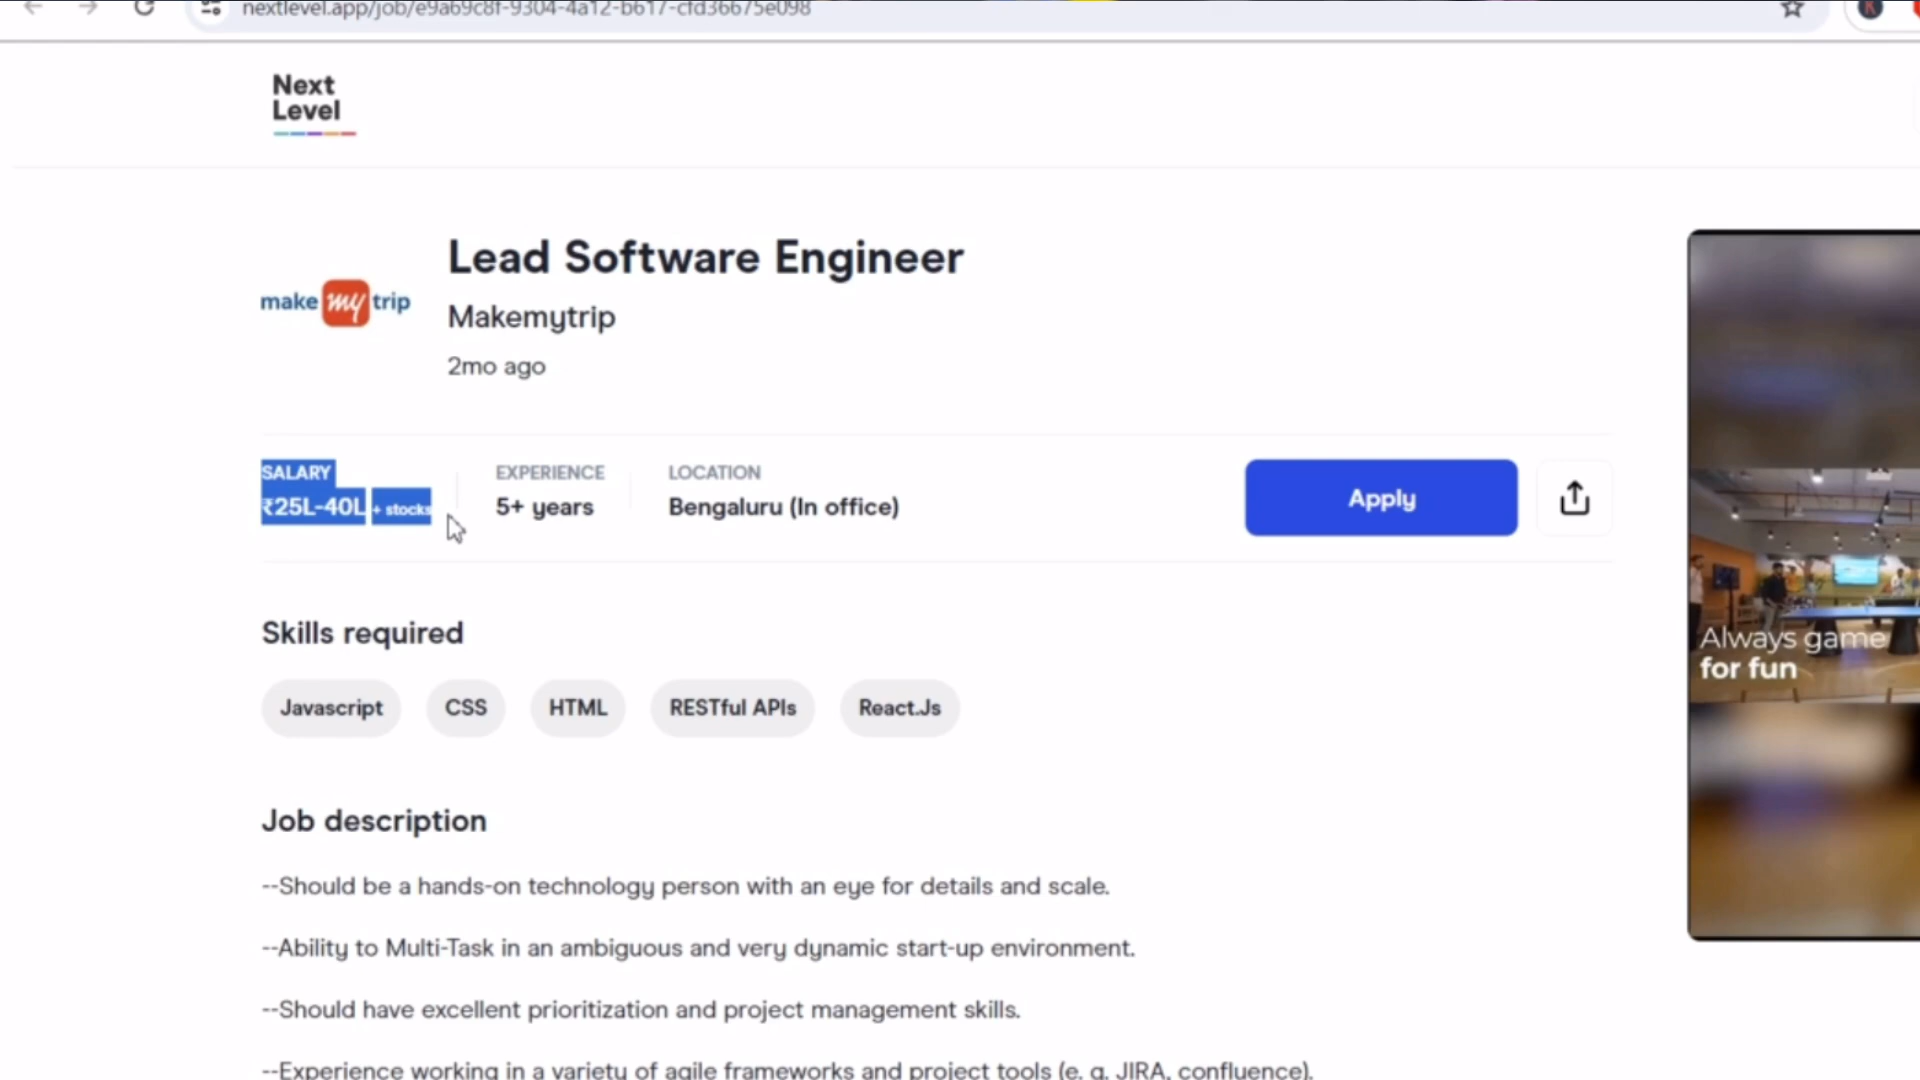 nextlevel.app/job/e9a69c8f-9304-4a12-b617-cfd36675e098
Next
Level
make my trip
Lead Software Engineer
Makemytrip
2mo ago
SALARY
₹25L-40L + stocks
EXPERIENCE
5+ years
LOCATION
Bengaluru (In office)
Apply
Skills required
Javascript CSS HTML RESTful APIs React.Js
Always game
for fun
Job description
--Should be a hands-on technology person with an eye for details and scale.
--Ability to Multi-Task in an ambiguous and very dynamic start-up environment.
--Should have excellent prioritization and project management skills.
--Experience working in a variety of agile frameworks and project tools (e. g. JIRA, confluence).